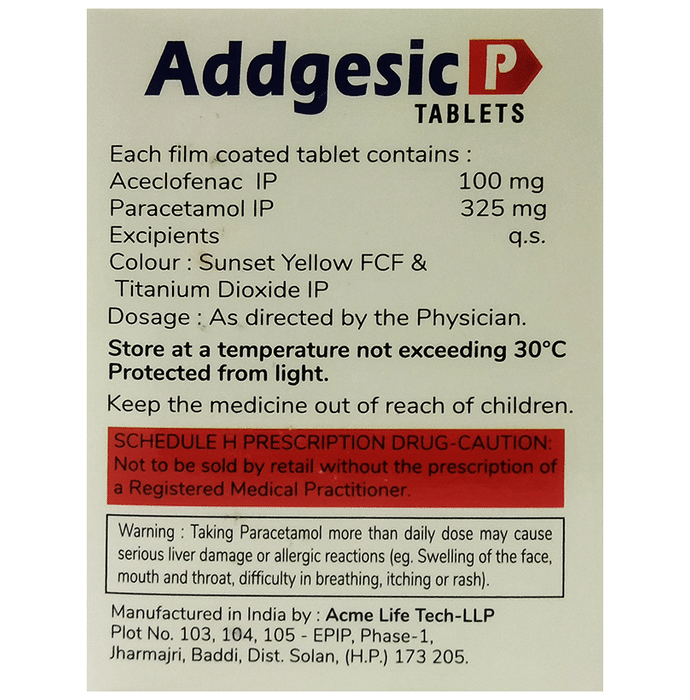 Addgesic P
TABLETS
Each film coated tablet contains :
Aceclofenac IP 100 mg
Paracetamol IP 325 mg
Excipients q.s.
Colour : Sunset Yellow FCF &
Titanium Dioxide IP
Dosage : As directed by the Physician.
Store at a temperature not exceeding 30°C
Protected from light.
Keep the medicine out of reach of children.
SCHEDULE H PRESCRIPTION DRUG-CAUTION:
Not to be sold by retail without the prescription of
a Registered Medical Practitioner.
Warning : Taking Paracetamol more than daily dose may cause
serious liver damage or allergic reactions (eg. Swelling of the face,
mouth and throat, difficulty in breathing, itching or rash).
Manufactured in India by : Acme Life Tech-LLP
Plot No. 103, 104, 105 - EPIP, Phase-1,
Jharmajri, Baddi, Dist. Solan, (H.P.) 173 205.